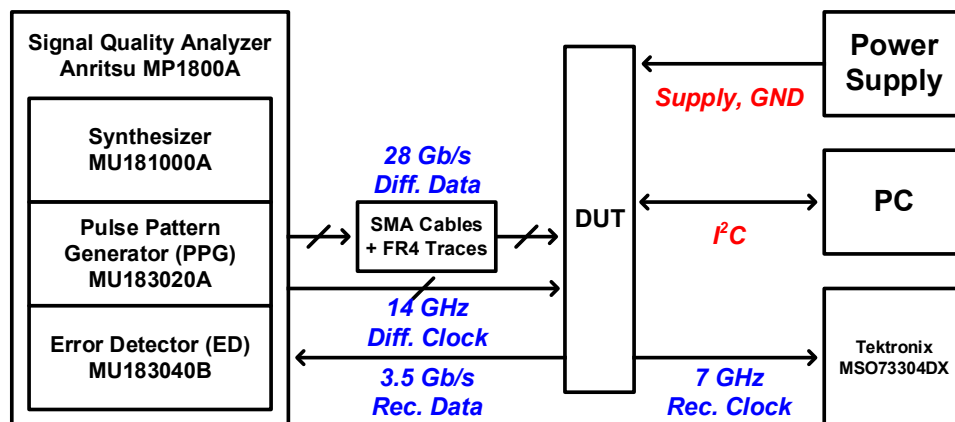 Signal Quality Analyzer
Anritsu MP1800A
Synthesizer
MU181000A
Pulse Pattern
Generator (PPG)
MU183020A
Error Detector (ED)
MU183040B
28 Gb/s
Diff. Data
SMA Cables
+ FR4 Traces
14 GHz
Diff. Clock
3.5 Gb/s
Rec. Data
DUT
Supply, GND
I²C
7 GHz
Rec. Clock
Power
Supply
PC
Tektronix
MSO73304DX